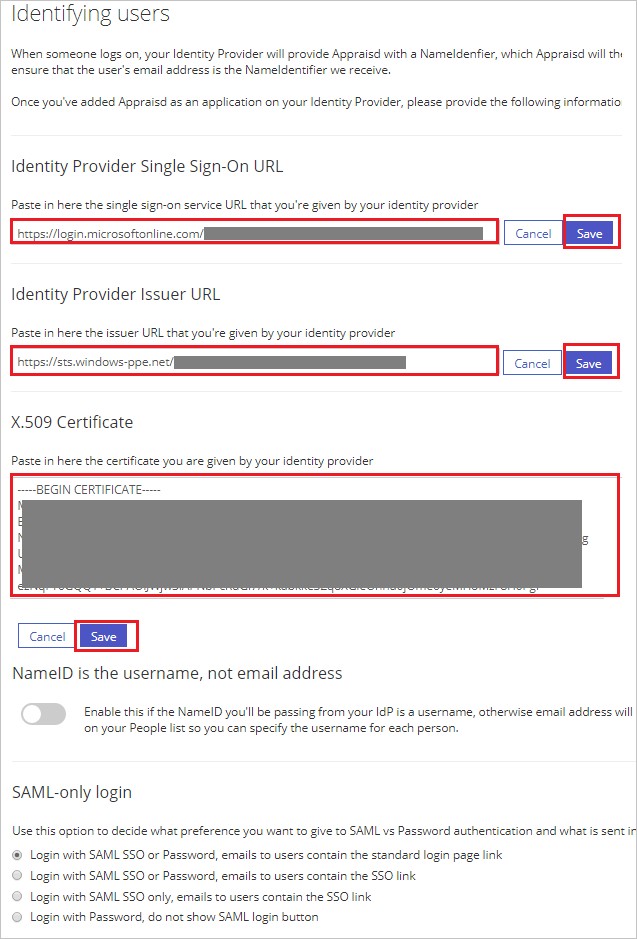 Identifying users
When someone logs on, your Identity Provider will provide Appraisd with a NameIdenfier, which Appraisd will the
ensure that the user's email address is the NameIdentifier we receive.
Once you've added Appraisd as an application on your Identity Provider, please provide the following informatio
Identity Provider Single Sign-On URL
Paste in here the single sign-on service URL that you're given by your identity provider
https://login.microsoftonline.com/
Cancel
Save
Identity Provider Issuer URL
Paste in here the issuer URL that you're given by your identity provider
https://sts.windows-ppe.net/
Cancel
Save
X.509 Certificate
Paste in here the certificate you are given by your identity provider
-----BEGIN CERTIFICATE-----
Cancel
Save
NameID is the username, not email address
Enable this if the NameID you'll be passing from your IdP is a username, otherwise email address will
on your People list so you can specify the username for each person.
SAML-only login
Use this option to decide what preference you want to give to SAML vs Password authentication and what is sent in
Login with SAML SSO or Password, emails to users contain the standard login page link
Login with SAML SSO or Password, emails to users contain the SSO link
Login with SAML SSO only, emails to users contain the SSO link
Login with Password, do not show SAML login button